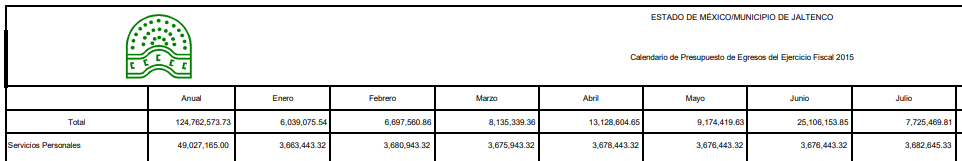 ESTADO DE MÉXICO/MUNICIPIO DE JALTENCO
Calendario de Presupuesto de Egresos del Ejercicio Fiscal 2015
Anual Enero Febrero Marzo Abril Mayo Junio Julio
Total 124,762,573.73 6,039,075.54 6,697,560.86 8,135,339.36 13,128,604.65 9,174,419.63 25,106,153.85 7,725,469.81
Servicios Personales 49,027,165.00 3,663,443.32 3,680,943.32 3,675,943.32 3,678,443.32 3,676,443.32 3,676,443.32 3,682,645.33